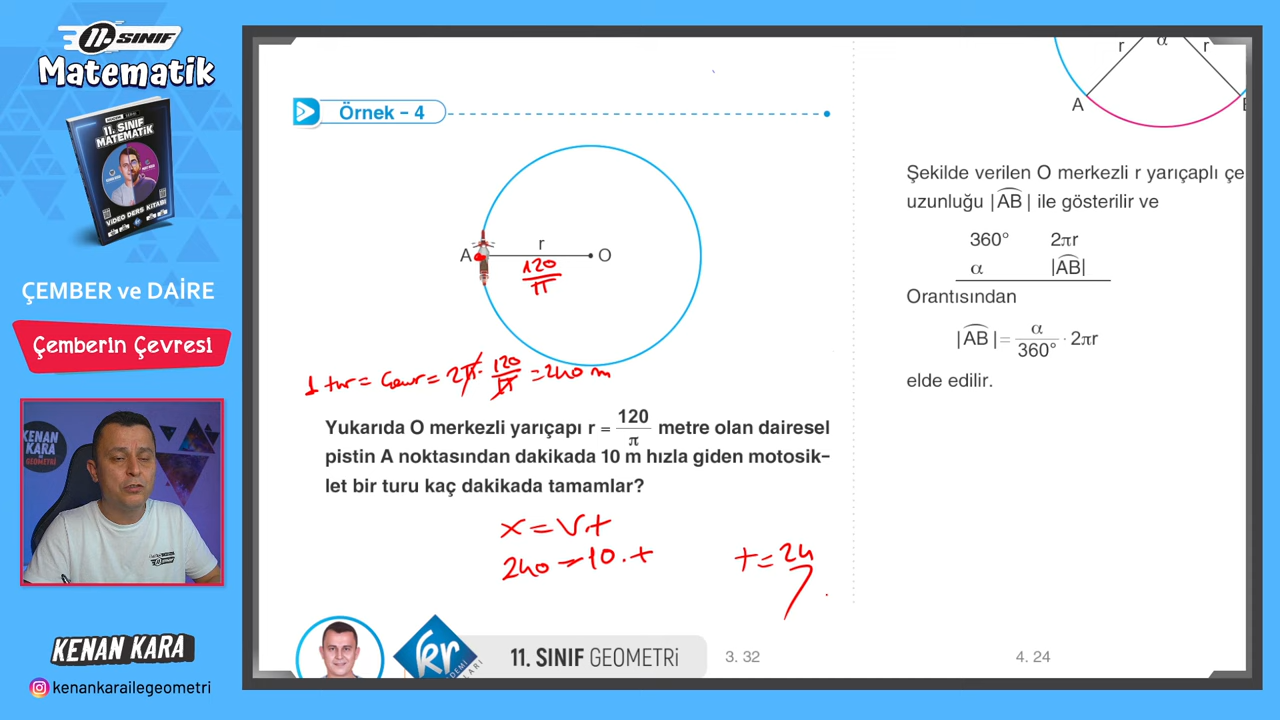 11. SINIF
Matematik
11. SINIF
MATEMATİK
VİDEO DERS KİTABI
ÇEMBER ve DAİRE
Çemberin Çevresi
KENAN
KARA
GEOMETRİ
KENAN KARA
kenankarailegeometri
Örnek – 4
A
r
O
120
π
1 tur = Çevr = 2π · 120/π = 240 m
Yukarıda O merkezli yarıçapı r = 120/π metre olan dairesel
pistin A noktasından dakikada 10 m hızla giden motosik–
let bir turu kaç dakikada tamamlar?
x = V.t
240 = 10.t
t = 24
11. SINIF GEOMETRİ
3. 32
4. 24
r
α
r
A
Şekilde verilen O merkezli r yarıçaplı çe
uzunluğu |AB| ile gösterilir ve
360° 2πr
α |AB|
Orantısından
|AB| = α/360° · 2πr
elde edilir.